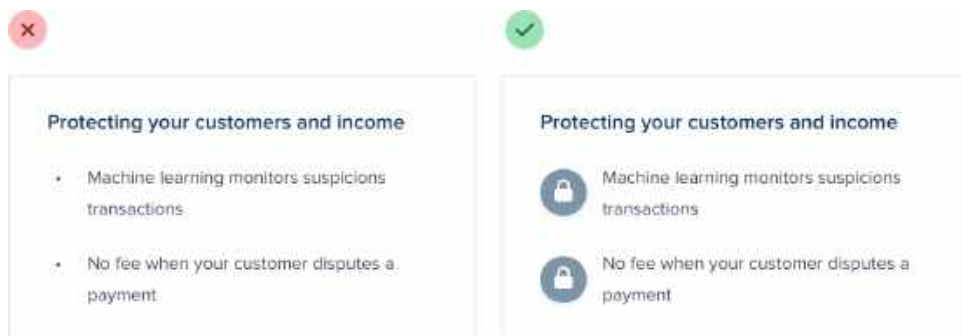 Protecting your customers and income
Machine learning monitors suspicions
transactions
No fee when your customer disputes a
payment
Protecting your customers and income
Machine learning monitors suspicions
transactions
No fee when your customer disputes a
payment